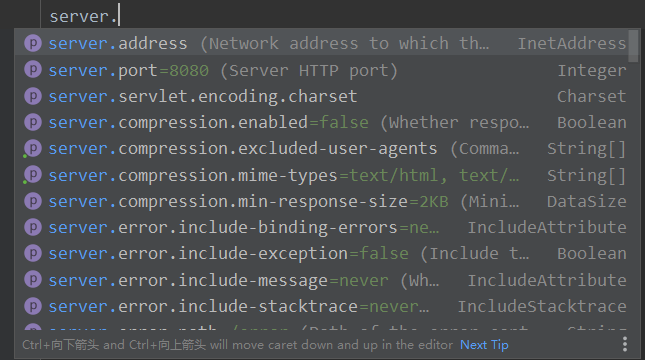 server.
server.address (Network address to which th… InetAddress
server.port=8080 (Server HTTP port) Integer
server.servlet.encoding.charset Charset
server.compression.enabled=false (Whether respo… Boolean
server.compression.excluded-user-agents (Comma… String[]
server.compression.mime-types=text/html, text/… String[]
server.compression.min-response-size=2KB (Mini… DataSize
server.error.include-binding-errors=ne… IncludeAttribute
server.error.include-exception=false (Include t… Boolean
server.error.include-message=never (Wh… IncludeAttribute
server.error.include-stacktrace=never… IncludeStacktrace
Ctrl+向下箭头 and Ctrl+向上箭头 will move caret down and up in the editor Next Tip